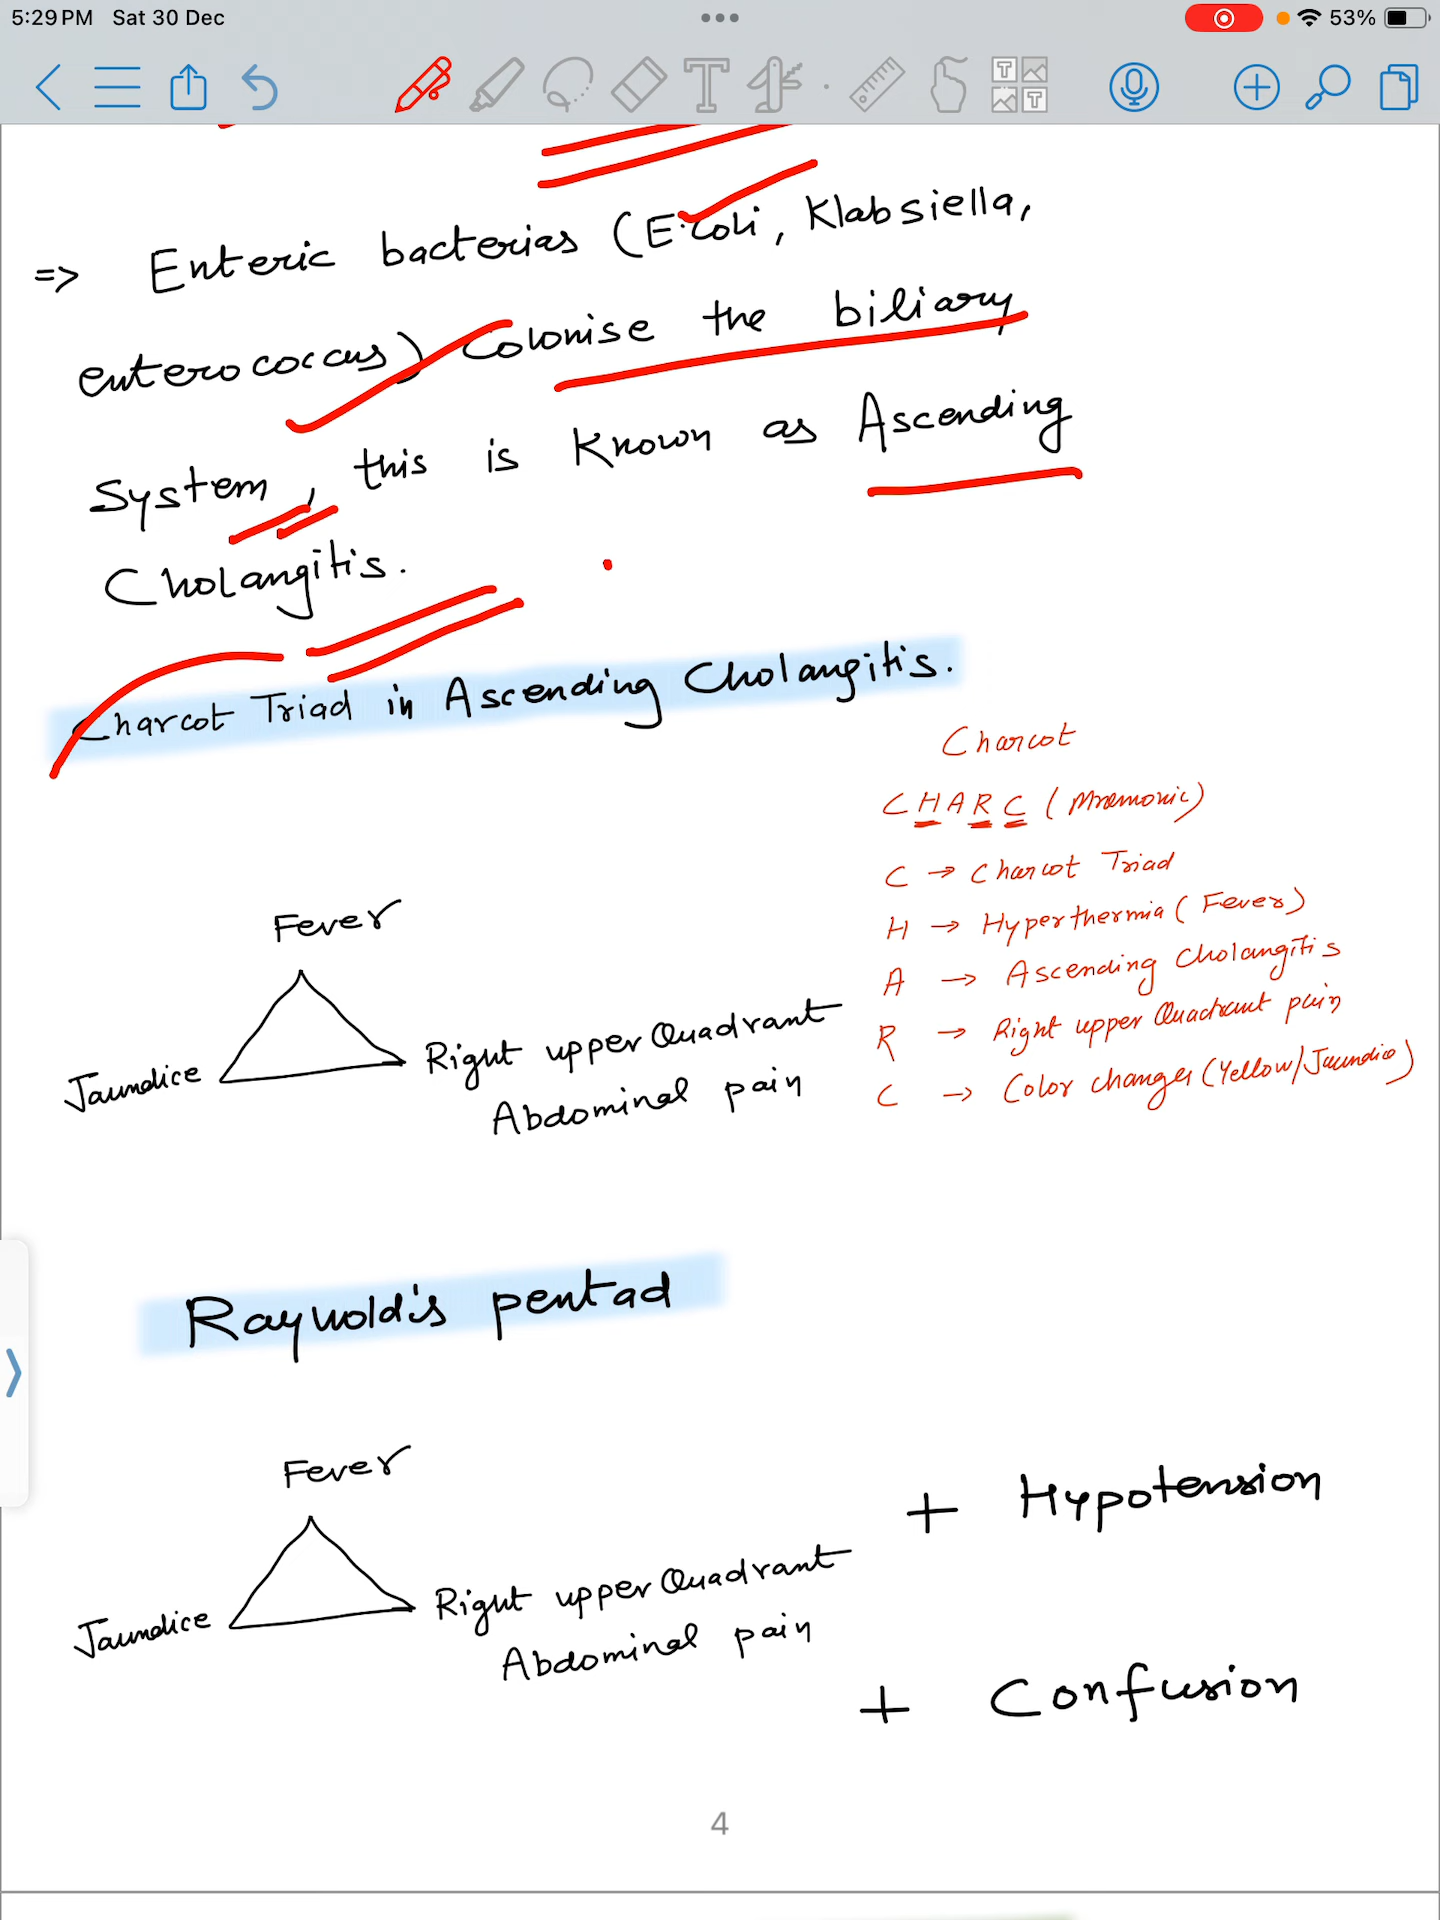 5:29 PM Sat 30 Dec
53%
=> Enteric bacterias (E.coli, Klabsiella,
enterococcus) Colonise the biliary
System, this is known as Ascending
Cholangitis.
Charcot Triad in Ascending Cholangitis.
Charcot
CHARC (Mnemonic)
C → Charcot Triad
H → Hyperthermia (Fever)
A → Ascending Cholangitis
R → Right upper Quadrant pain
C → Color changes (Yellow/Jaundice)
Fever
Jaundice
Right upper Quadrant
Abdominal pain
Raynold's pentad
Fever
Jaundice
Right upper Quadrant
Abdominal pain
+ Hypotension
+ Confusion
4